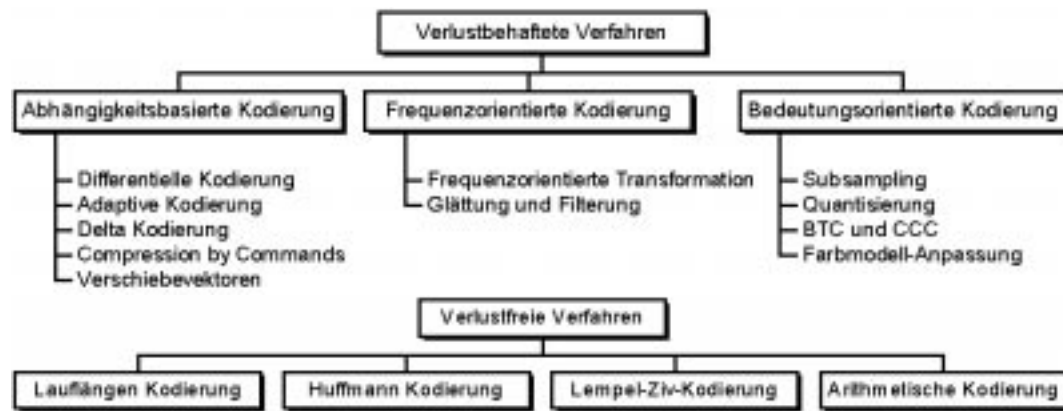 Verlustbehaftete Verfahren
Abhängigkeitsbasierte Kodierung
Differentielle Kodierung
Adaptive Kodierung
Delta Kodierung
Compression by Commands
Verschiebevektoren
Frequenzorientierte Kodierung
Frequenzorientierte Transformation
Glättung und Filterung
Bedeutungsorientierte Kodierung
Subsampling
Quantisierung
BTC und CCC
Farbmodell-Anpassung
Verlustfreie Verfahren
Lauflängen Kodierung
Huffmann Kodierung
Lempel-Ziv-Kodierung
Arithmetische Kodierung